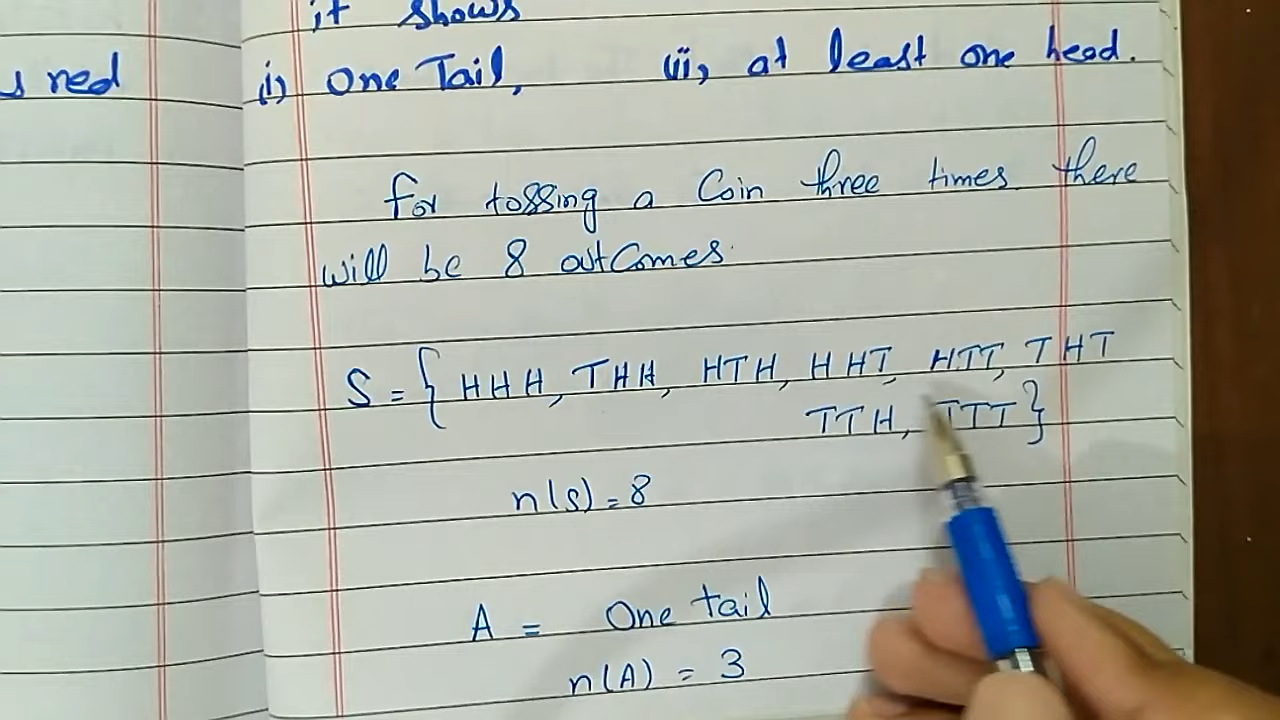 it shows
s red
i) One Tail, (ii) at least one head.
for tossing a Coin three times there
will be 8 outComes.
S = { HHH, THH, HTH, HHT, HTT, THT
TTH, TTT}
n(s) = 8
A = One tail
n(A) = 3